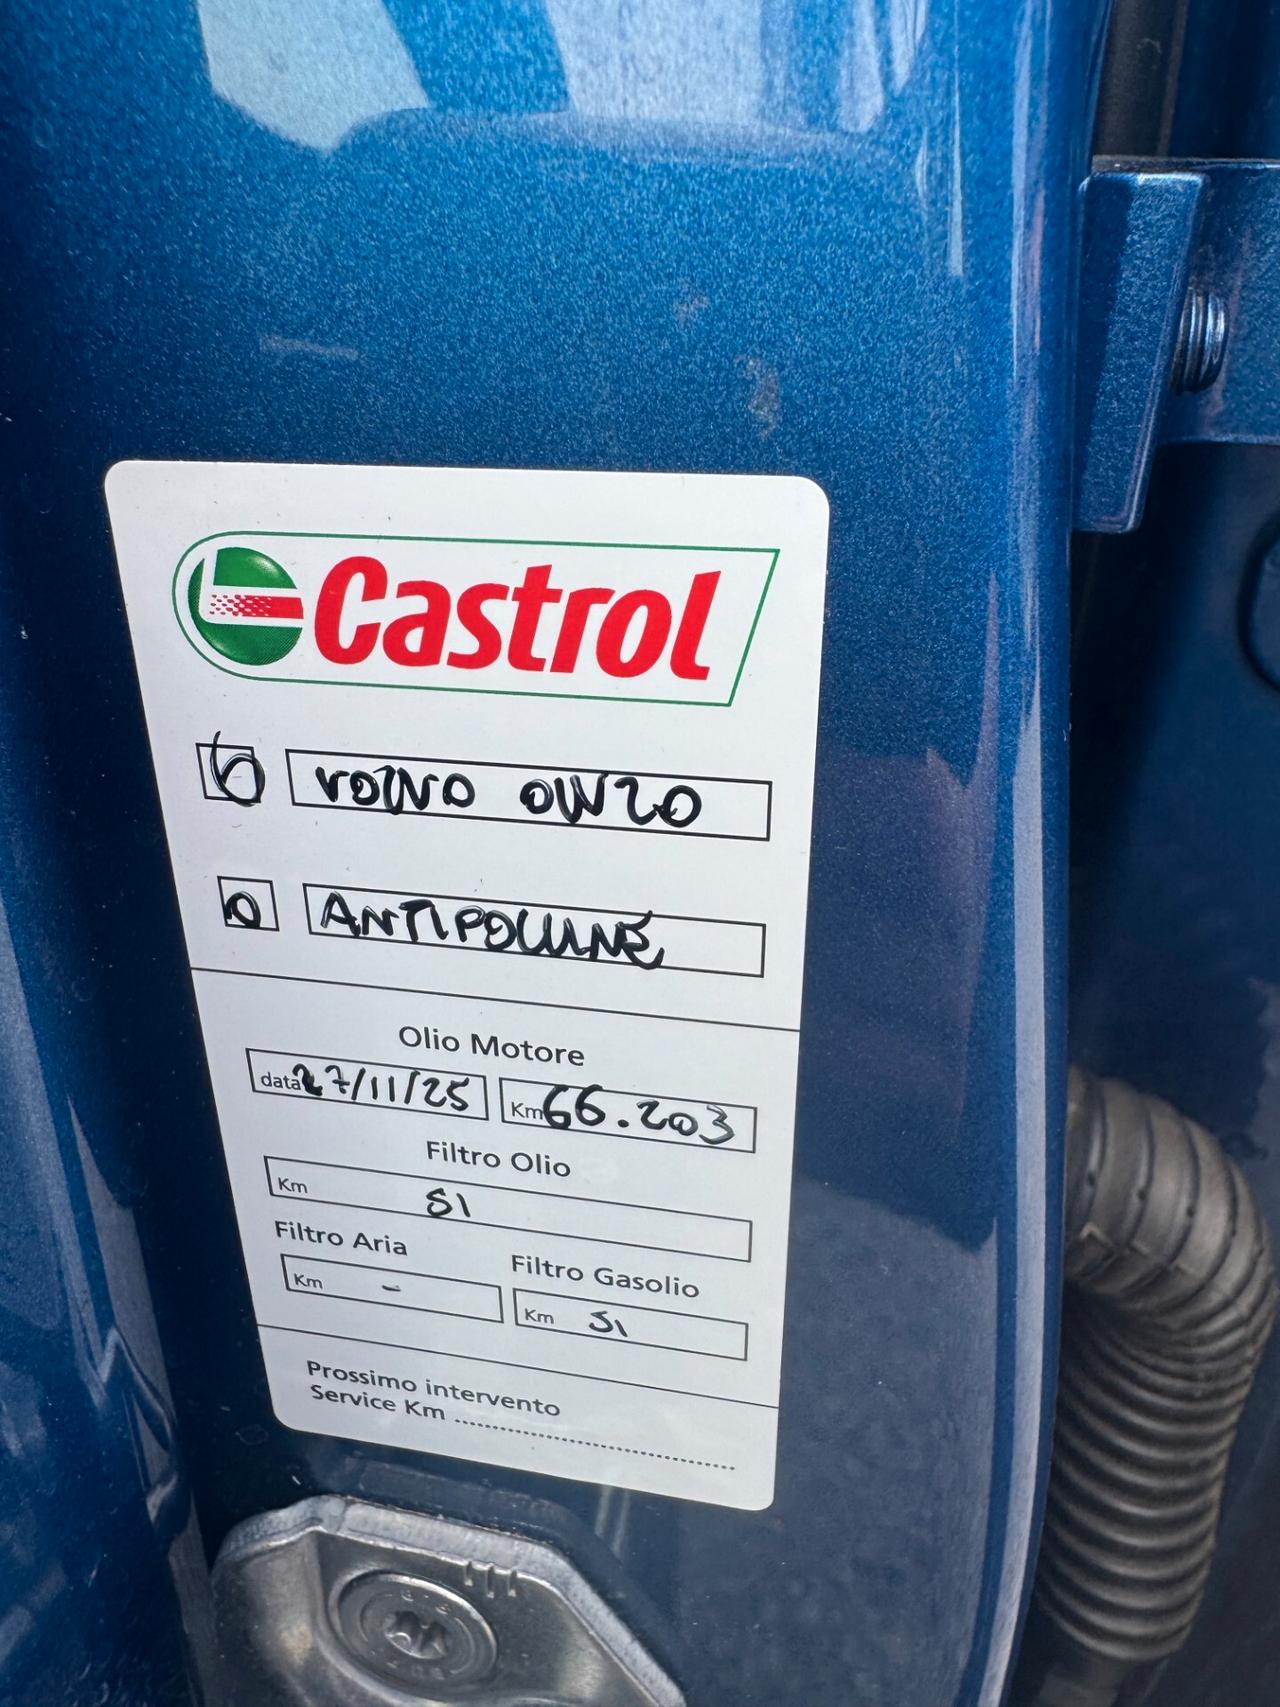 Castrol
VOLVO 0W20
ANTIPOLLINE
Olio Motore
data 27/11/25 Km 66.203
Filtro Olio
Km SI
Filtro Aria Filtro Gasolio
Km - Km SI
Prossimo intervento
Service Km ................................